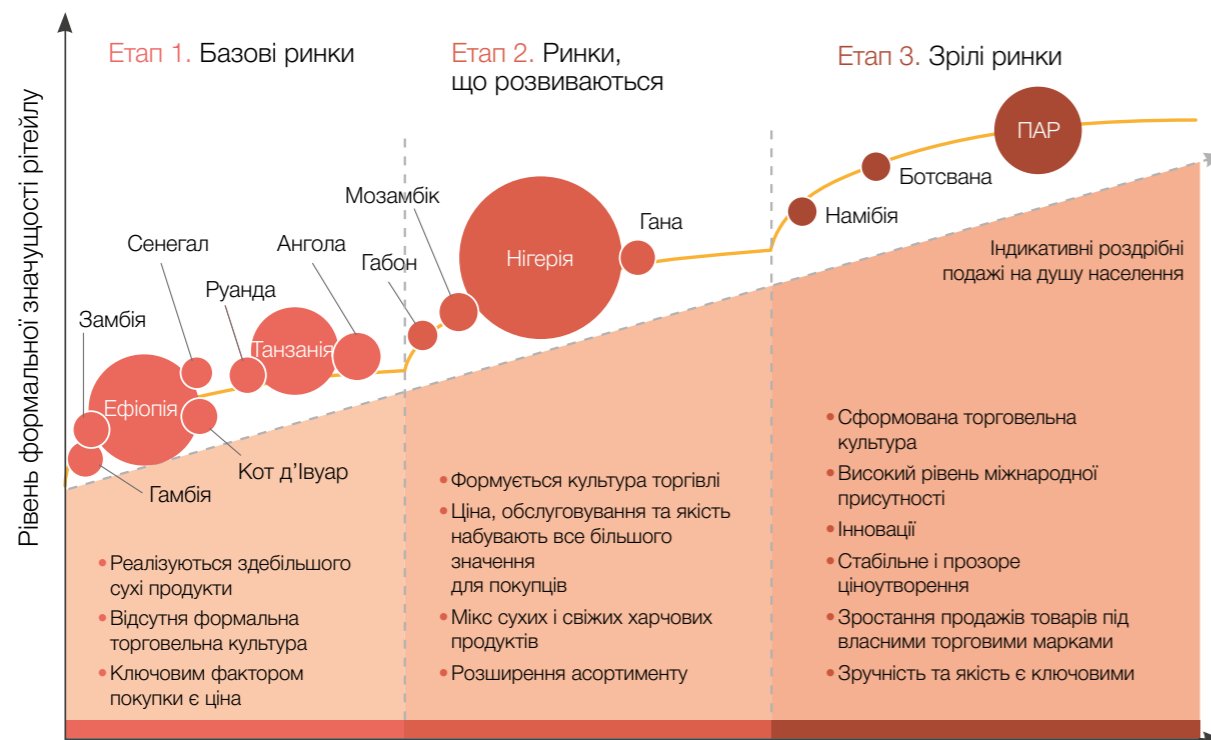 Рівень формальної значущості рітейлу
Етап 1. Базові ринки
Етап 2. Ринки,
що розвиваються
Етап 3. Зрілі ринки
Замбія
Гамбія
Ефіопія
Сенегал
Кот д’Івуар
Руанда
Танзанія
Ангола
Габон
Мозамбік
Нігерія
Гана
Намібія
Ботсвана
ПАР
Індикативні роздрібні
подажі на душу населення
• Реалізуються здебільшого
сухі продукти
• Відсутня формальна
торговельна культура
• Ключовим фактором
покупки є ціна
• Формується культура торгівлі
• Ціна, обслуговування та якість
набувають все більшого
значення
для покупців
• Мікс сухих і свіжих харчових
продуктів
• Розширення асортименту
• Сформована торговельна
культура
• Високий рівень міжнародної
присутності
• Інновації
• Стабільне і прозоре
ціноутворення
• Зростання продажів товарів під
власними торговими марками
• Зручність та якість є ключовими